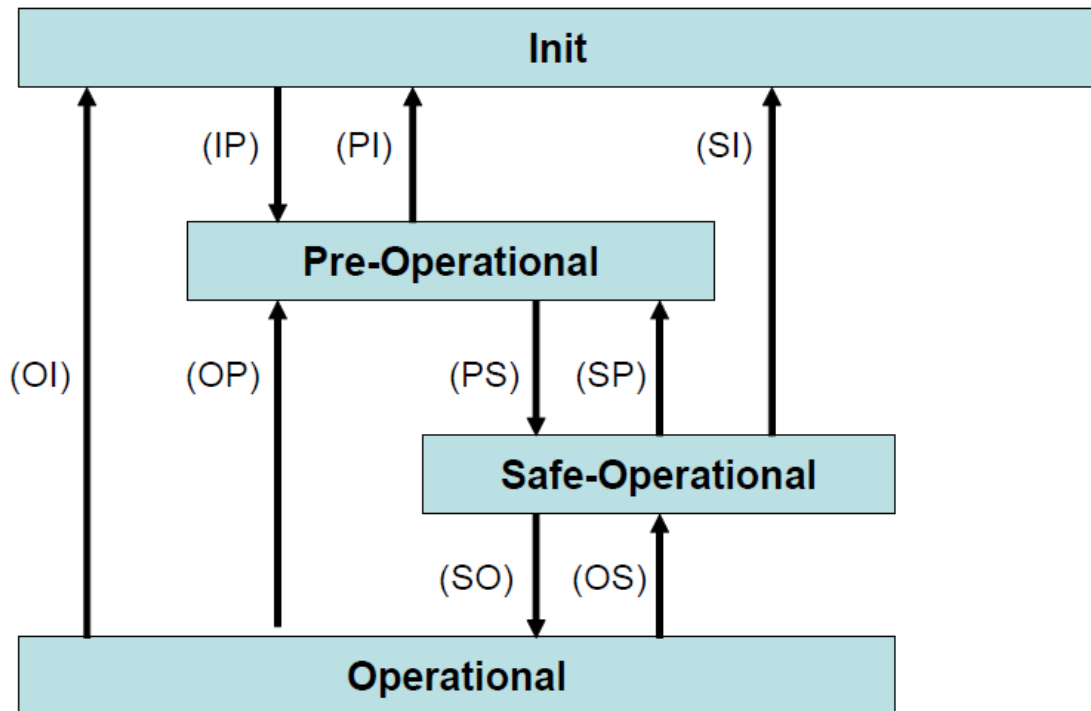 Init
(IP)
(PI)
(SI)
Pre-Operational
(OI)
(OP)
(PS)
(SP)
Safe-Operational
(SO)
(OS)
Operational